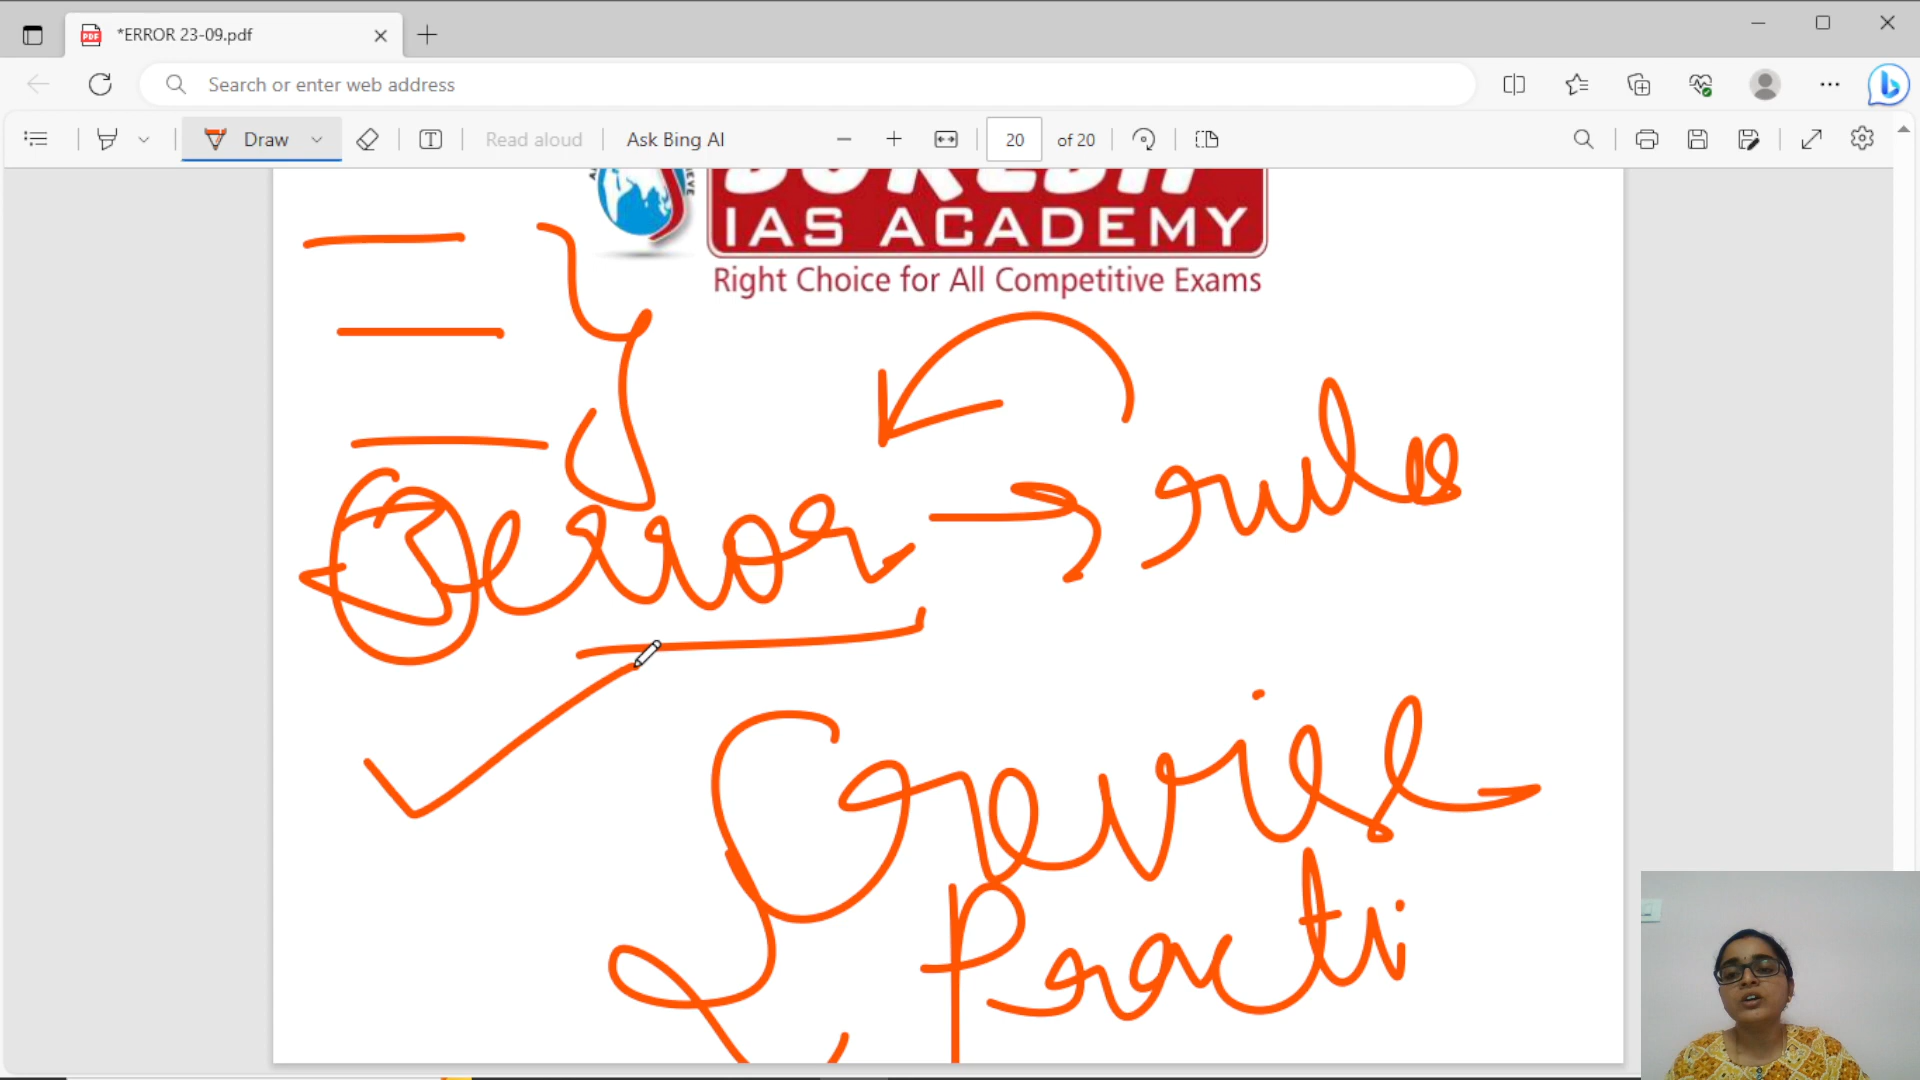 *ERROR 23-09.pdf
Search or enter web address
Draw
Read aloud
Ask Bing AI
20 of 20
IAS ACADEMY
Right Choice for All Competitive Exams
error → rules
revise
Practi